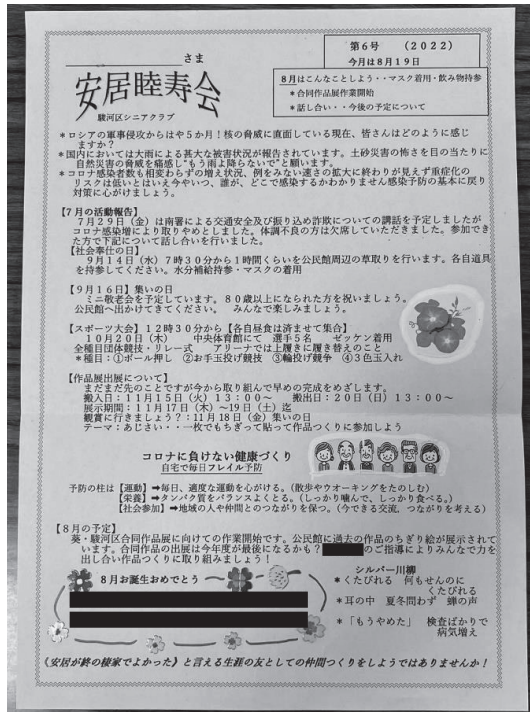 さま
安居睦寿会
駿河区シニアクラブ
第6号 (2022)
今月は8月19日
8月はこんなことしよう・・マスク着用・飲み物持参
*合同作品展作業開始
*話し合い・・今後の予定について
*ロシアの軍事侵攻からはや5か月!核の脅威に直面している現在、皆さんはどのように感じ
ますか?
*国内においては大雨による甚大な被害状況が報告されています。土砂災害の怖さを目の当たりに
自然災害の脅威を痛感し"もう雨よ降らないで"と願います。
*コロナ感染者数も相変わらずの増え状況、例をみない速さの拡大に終わりが見えず重症化の
リスクは低いとはいえ今やいつ、誰が、どこで感染するかわかりません感染予防の基本に戻り
対策に心がけましょう。
【7月の活動報告】
7月29日(金)は南署による交通安全及び振り込め詐欺についての講話を予定しましたが
コロナ感染増により取りやめとしました。体調不良の方は欠席していただきました。参加でき
た方で下記について話し合いを行いました。
【社会奉仕の日】
9月14日(水)7時30分から1時間くらいを公民館周辺の草取りを行います。各自道具
を持参してください。水分補給持参・マスクの着用
【9月16日】集いの日
ミニ敬老会を予定しています。80歳以上になられた方を祝いましょう。
公民館へ出かけてきてください。 みんなで楽しみましょう。
【スポーツ大会】12時30分から【各自昼食は済ませて集合】
10月20日(木) 中央体育館にて 選手5名 ゼッケン着用
全種目団体競技・リレー式 アリーナでは上履きに履き替えのこと
*種目:①ボール押し ②お手玉投げ競技 ③輪投げ競争 ④3色玉入れ
【作品展出展について】
まだまだ先のことですが今から取り組んで早めの完成をめざします。
搬入日:11月15日(火)13:00~ 搬出日:20日(日)13:00~
展示期間:11月17日(木)~19日(土)迄
観賞に行きましょう?:11月18日(金)集いの日
テーマ:あじさい・・一枚でもちぎって貼って作品つくりに参加しよう
コロナに負けない健康づくり
自宅で毎日フレイル予防
予防の柱は【運動】➡毎日、適度な運動を心がける。(散歩やウオーキングをたのしむ)
【栄養】➡タンパク質をバランスよくとる。(しっかり噛んで、しっかり食べる。)
【社会参加】➡地域の人や仲間とのつながりを保つ。(今できる交流、つながりを考える)
【8月の予定】
葵・駿河区合同作品展に向けての作業開始です。公民館に過去の作品のちぎり絵が展示されて
います。合同作品の出展は今年度が最後になるかも?のご指導によりみんなで力を
出し合い作品つくりに取り組みましょう!
8月お誕生おめでとう
シルバー川柳
*くたびれる 何もせんのに
くたびれる
*耳の中 夏冬問わず 蝉の声
*「もうやめた」 検査ばかりで
病気増え
《安居が終の棲家でよかった》と言える生涯の友としての仲間つくりをしようではありませんか!